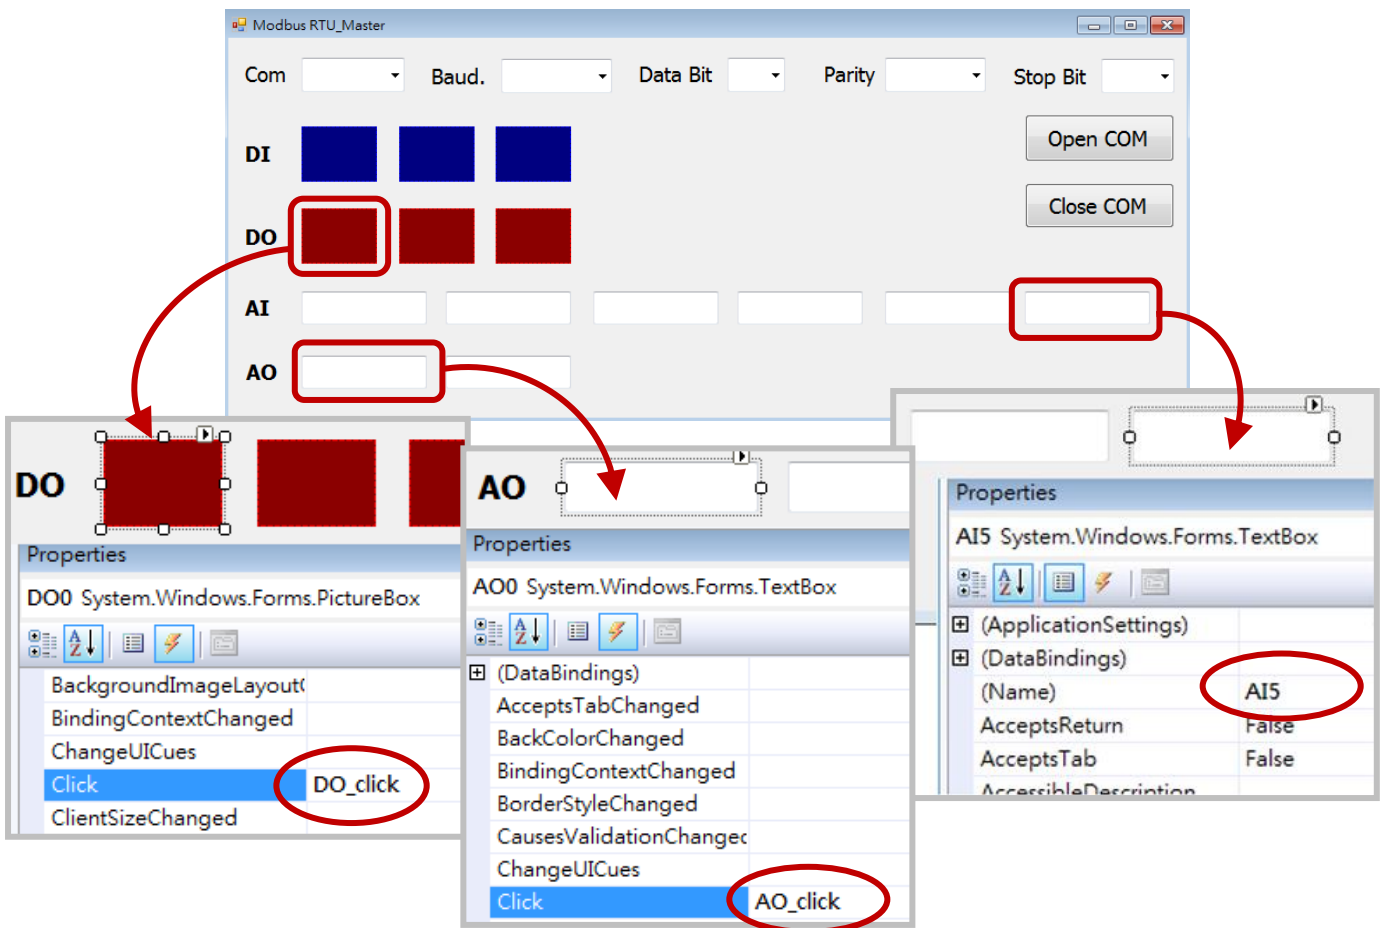 Modbus RTU_Master
Com Baud. Data Bit Parity Stop Bit
DI
Open COM
DO
Close COM
AI
AO
DO
Properties
DO0 System.Windows.Forms.PictureBox
BackgroundImageLayout
BindingContextChanged
ChangeUICues
Click DO_click
ClientSizeChanged
AO
Properties
AO0 System.Windows.Forms.TextBox
(DataBindings)
AcceptsTabChanged
BackColorChanged
BindingContextChanged
BorderStyleChanged
CausesValidationChanged
ChangeUICues
Click AO_click
Properties
AI5 System.Windows.Forms.TextBox
(ApplicationSettings)
(DataBindings)
(Name) AI5
AcceptsReturn False
AcceptsTab False
AccessibleDescription